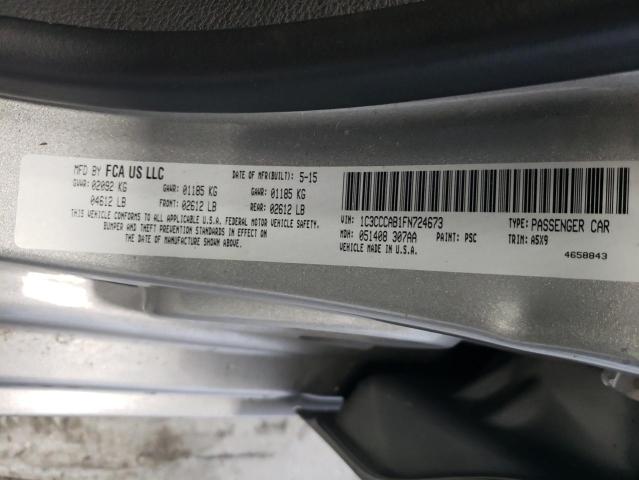 MFD BY FCA US LLC DATE OF MFR(BUILT): 5-15
GVWR: 02092 KG GAWR: 01185 KG GAWR: 01185 KG
04612 LB FRONT: 02612 LB REAR: 02612 LB
THIS VEHICLE CONFORMS TO ALL APPLICABLE U.S.A. FEDERAL MOTOR VEHICLE SAFETY,
BUMPER AND THEFT PREVENTION STANDARDS IN EFFECT ON
THE DATE OF MANUFACTURE SHOWN ABOVE.
VIN: 1C3CCCAB1FN724673 TYPE: PASSENGER CAR
MDH: 051408 307AA PAINT: PSC TRIM: A5X9
VEHICLE MADE IN U.S.A. 4658843